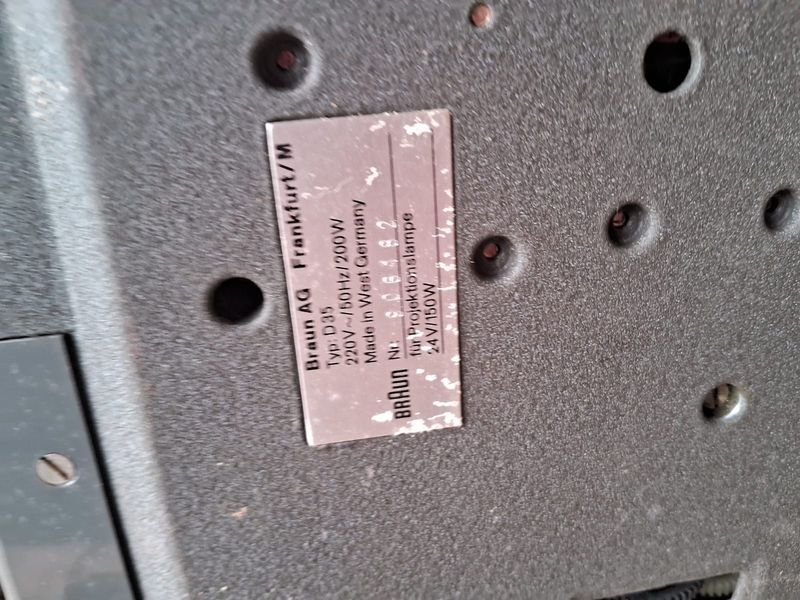 Braun AG Frankfurt/M
Typ: D35
220V~/50Hz/200W
Made in West Germany
BRAUN Nr.
für Projektionslampe
24V/150W